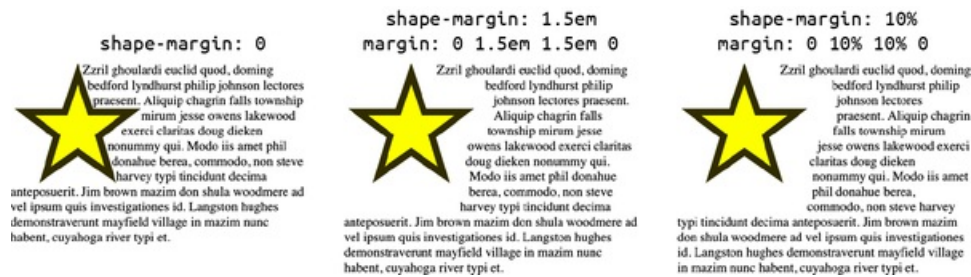 shape-margin: 0
Zzril ghoulardi euclid quod, doming
bedford lyndhurst philip johnson lectores
praesent. Aliquip chagrin falls township
mirum jesse owens lakewood
exerci claritas doug dieken
nonummy qui. Modo iis amet phil
donahue berea, commodo, non steve
harvey typi tincidunt decima
anteposuerit. Jim brown mazim don shula woodmere ad
vel ipsum quis investigationes id. Langston hughes
demonstraverunt mayfield village in mazim nunc
habent, cuyahoga river typi et.
shape-margin: 1.5em
margin: 0 1.5em 1.5em 0
Zzril ghoulardi euclid quod, doming
bedford lyndhurst philip
johnson lectores praesent.
Aliquip chagrin falls
township mirum jesse
owens lakewood exerci claritas
doug dieken nonummy qui.
Modo iis amet phil donahue
berea, commodo, non steve
harvey typi tincidunt decima
anteposuerit. Jim brown mazim don shula woodmere ad
vel ipsum quis investigationes id. Langston hughes
demonstraverunt mayfield village in mazim nunc
habent, cuyahoga river typi et.
shape-margin: 10%
margin: 0 10% 10% 0
Zzril ghoulardi euclid quod, doming
bedford lyndhurst philip
johnson lectores
praesent. Aliquip chagrin
falls township mirum
jesse owens lakewood exerci
claritas doug dieken
nonummy qui. Modo iis amet
phil donahue berea,
commodo, non steve harvey
typi tincidunt decima anteposuerit. Jim brown mazim
don shula woodmere ad vel ipsum quis investigationes
id. Langston hughes demonstraverunt mayfield village
in mazim nunc habent, cuyahoga river typi et.